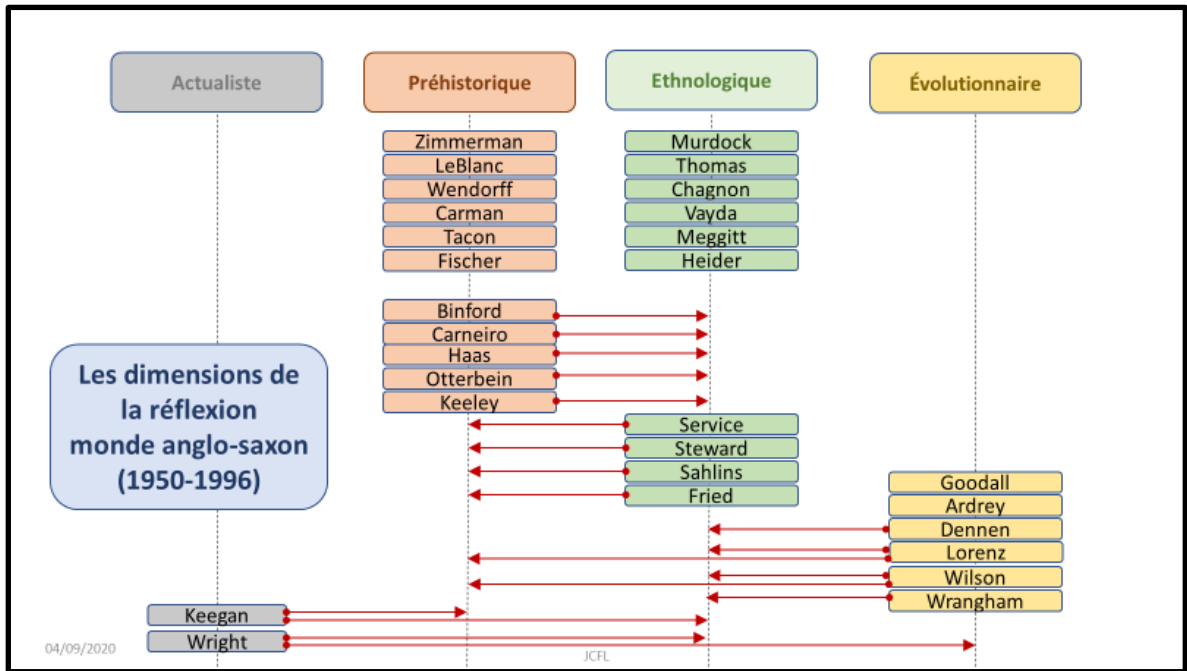 Actualiste
Préhistorique
Ethnologique
Évolutionnaire
Zimmerman
LeBlanc
Wendorff
Carman
Tacon
Fischer
Murdock
Thomas
Chagnon
Vayda
Meggitt
Heider
Binford
Carneiro
Haas
Otterbein
Keeley
Les dimensions de
la réflexion
monde anglo-saxon
(1950-1996)
Service
Steward
Sahlins
Fried
Goodall
Ardrey
Dennen
Lorenz
Wilson
Wrangham
Keegan
Wright
04/09/2020
JCFL